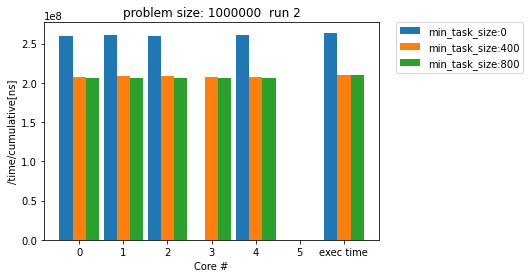 problem size: 1000000  run 2
1e8
min_task_size:0
min_task_size:400
min_task_size:800
2.5
2.0
1.5
1.0
0.5
0.0
/time/cumulative[ns]
0 1 2 3 4 5 exec time
Core #